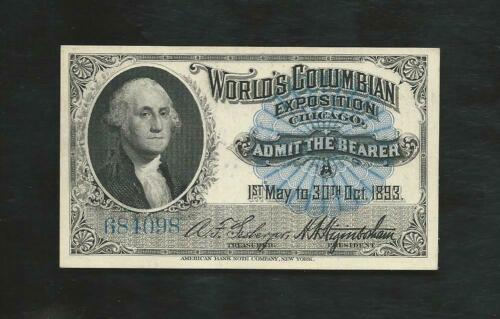 WORLD'S COLUMBIAN
EXPOSITION
CHICAGO,
ADMIT THE BEARER
A
1ST May to 30TH Oct. 1893.
681098
TREASURER.
PRESIDENT
AMERICAN BANK NOTE COMPANY, NEW YORK.